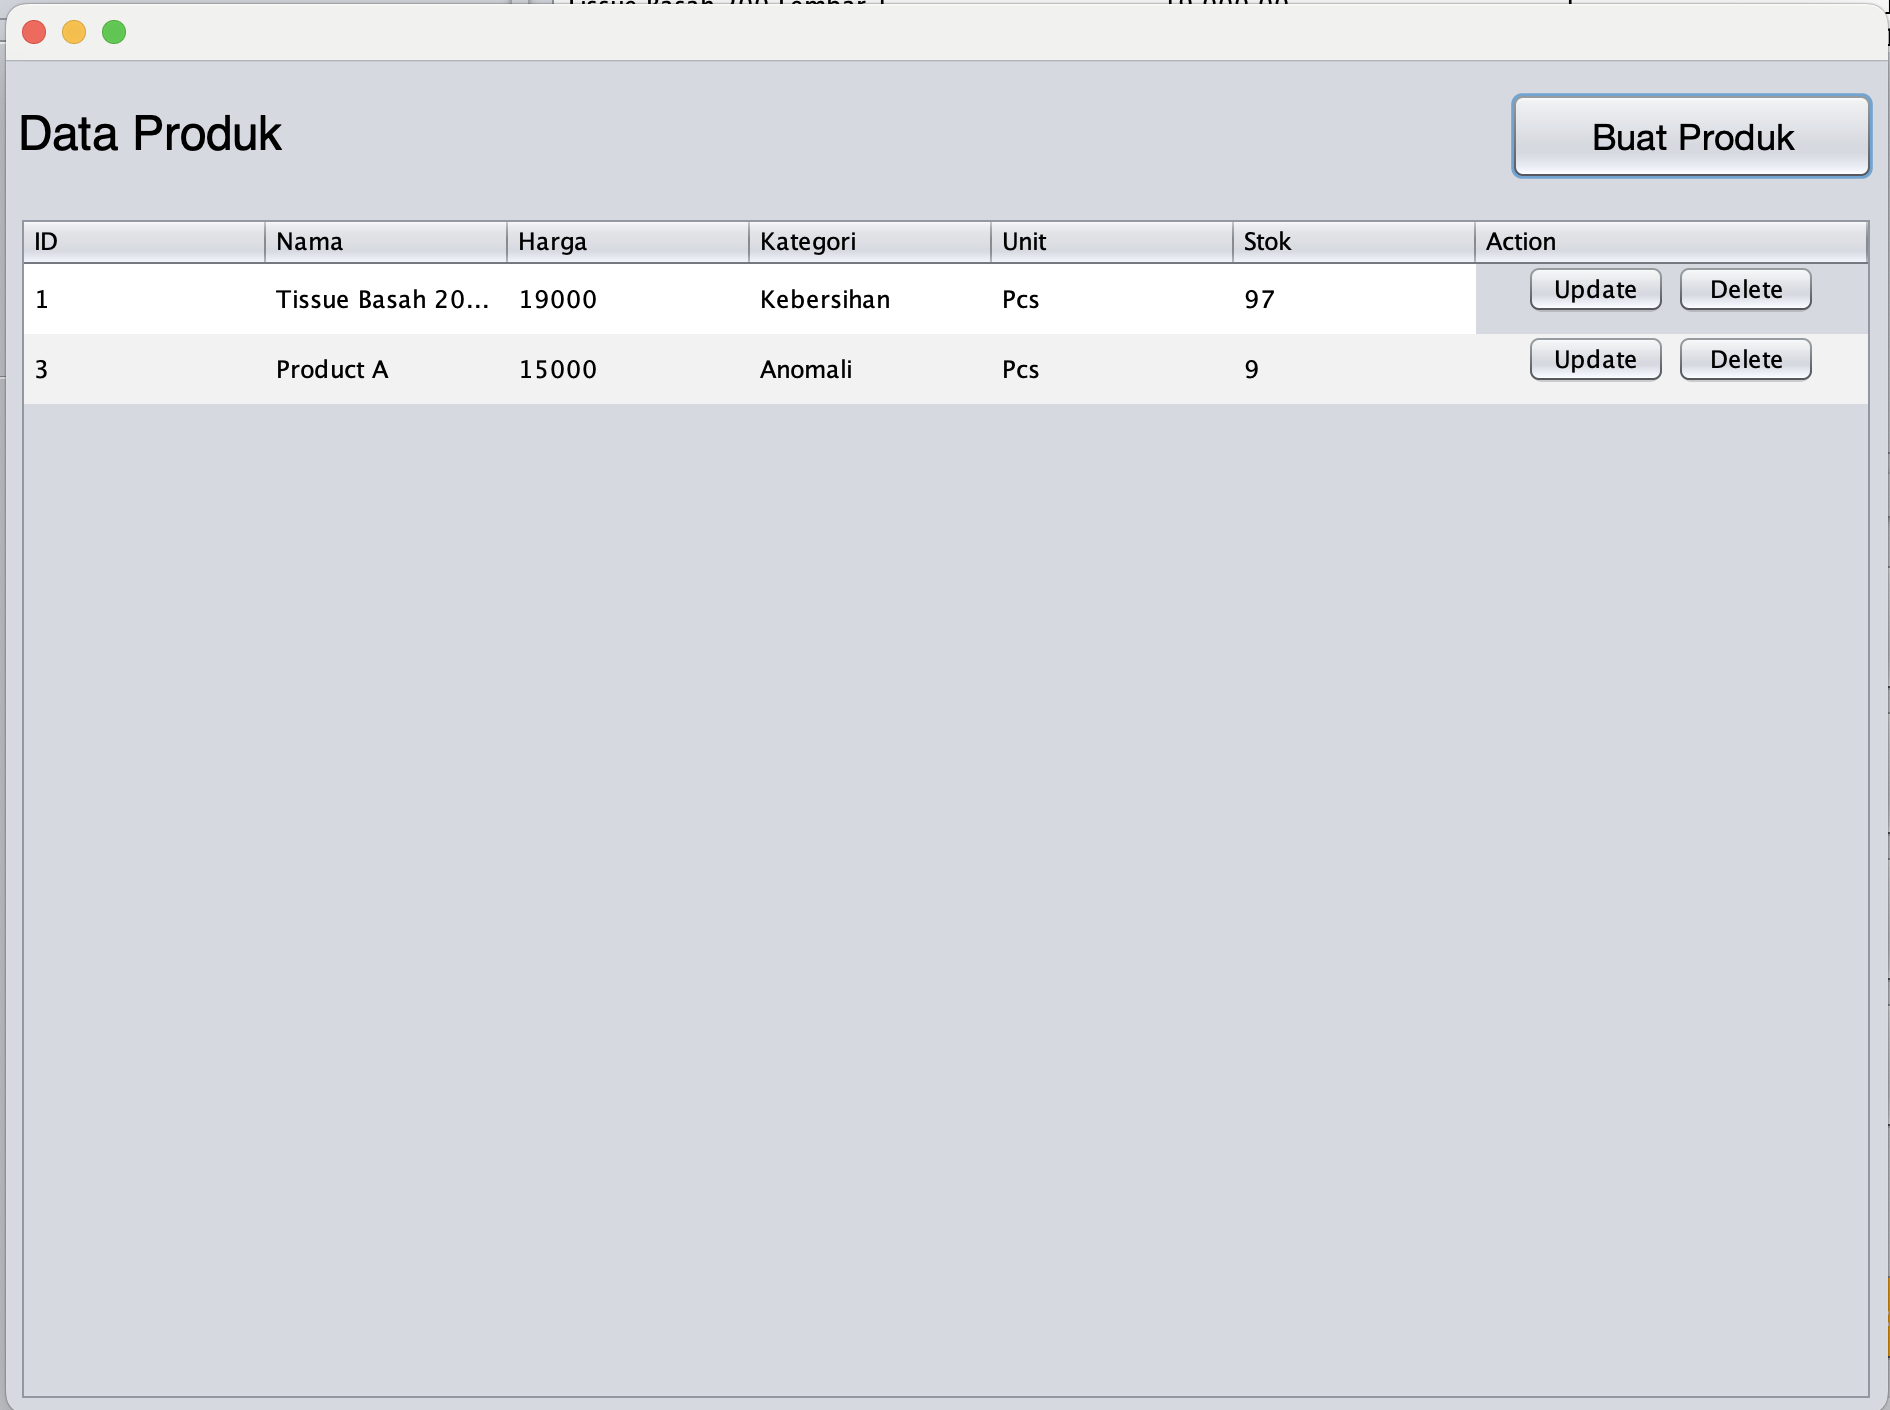 Data Produk
Buat Produk
ID Nama Harga Kategori Unit Stok Action
1 Tissue Basah 20... 19000 Kebersihan Pcs 97 Update Delete
3 Product A 15000 Anomali Pcs 9 Update Delete